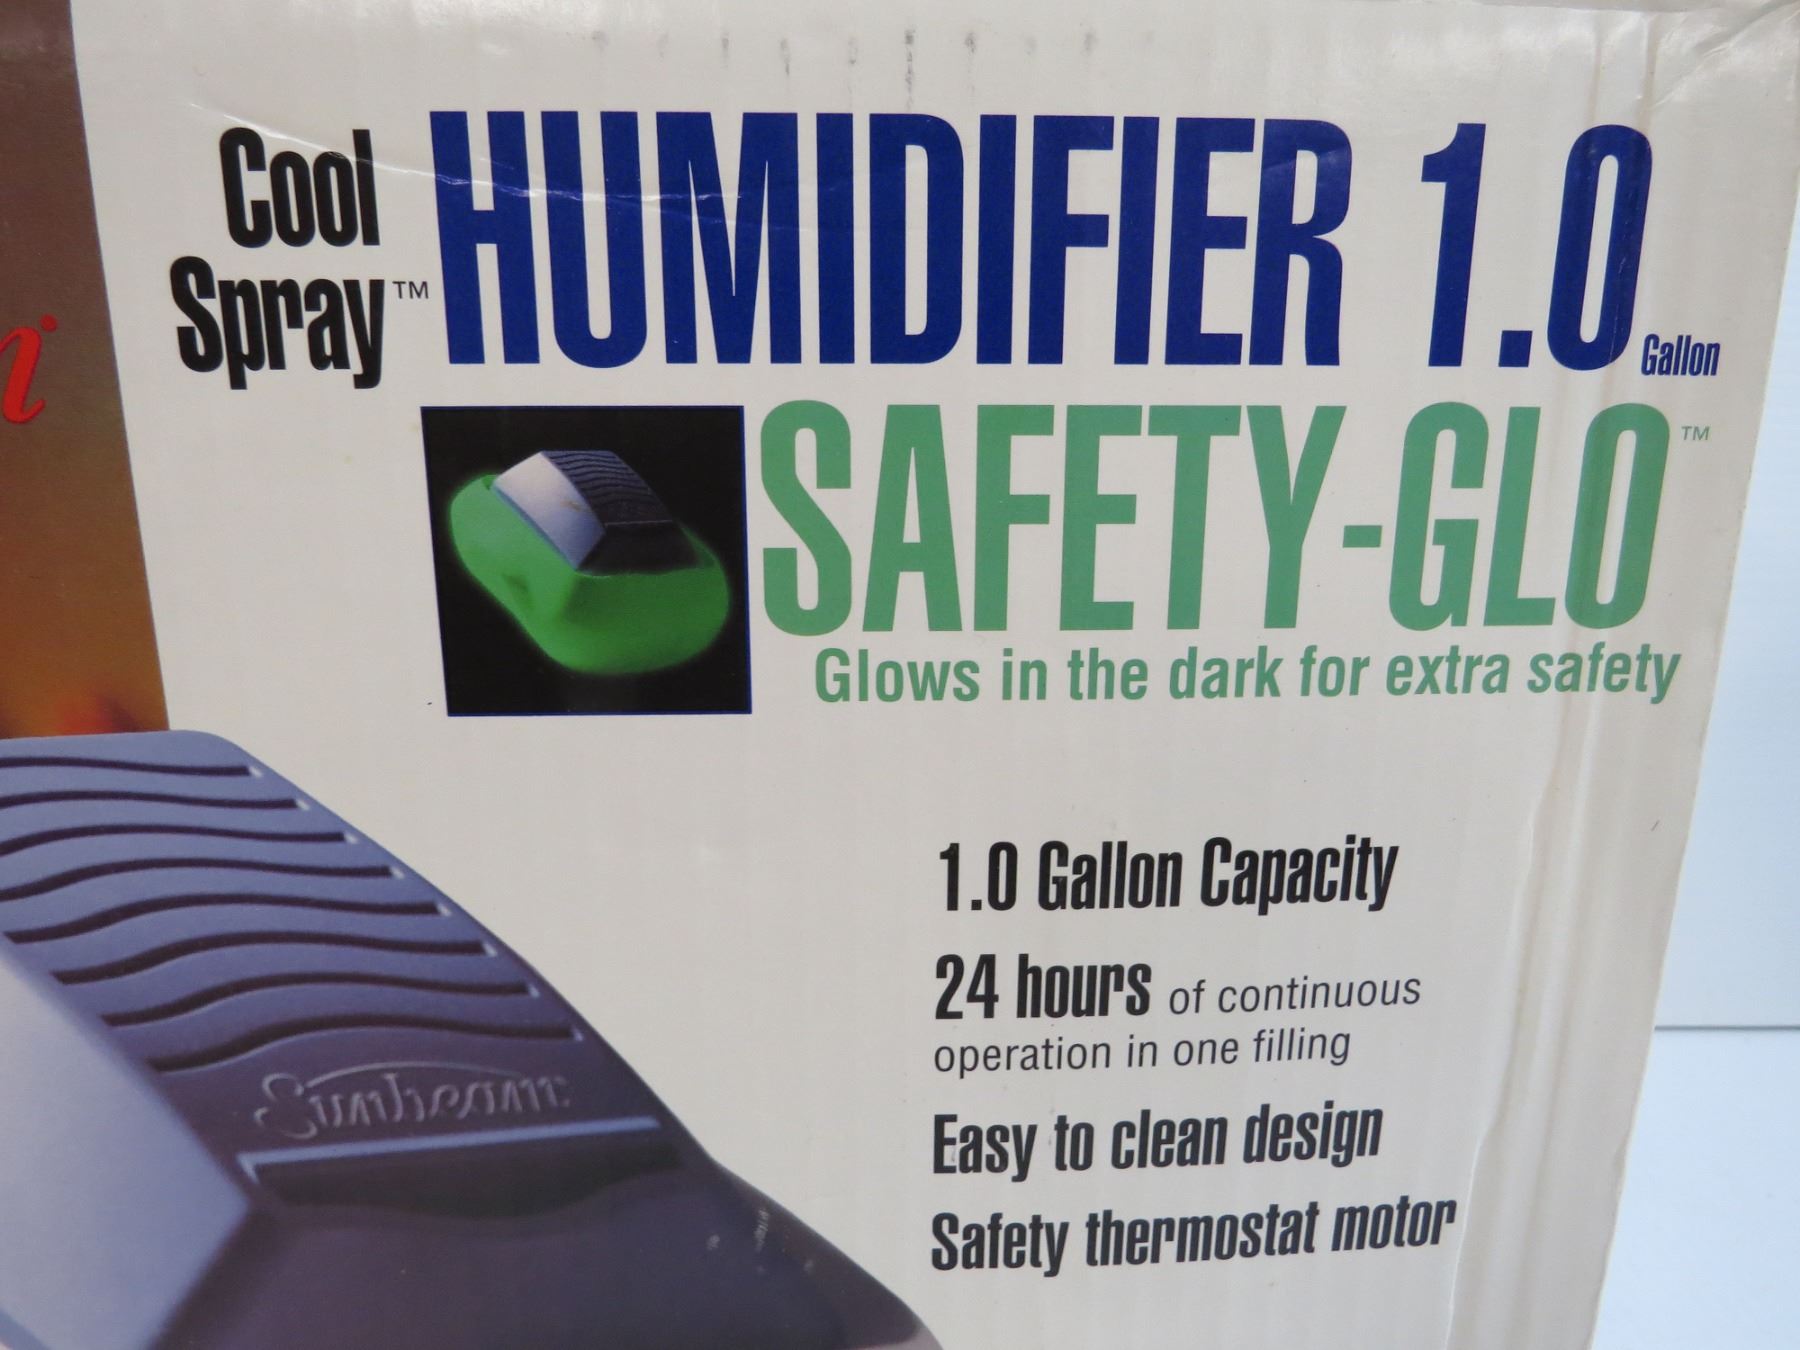 Cool
Spray™
HUMIDIFIER 1.0 Gallon
SAFETY-GLO™
Glows in the dark for extra safety
i
Sunbeam
1.0 Gallon Capacity
24 hours of continuous
operation in one filling
Easy to clean design
Safety thermostat motor